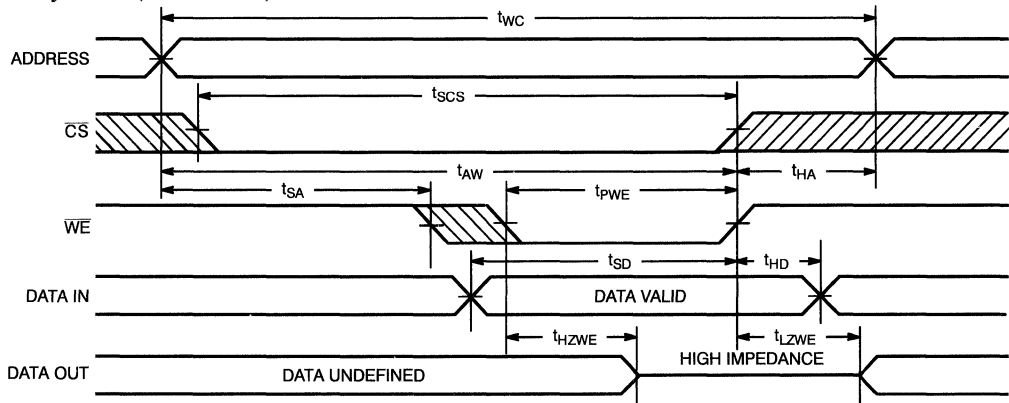 tWC
ADDRESS
tSCS
CS
tAW
tHA
tSA
tPWE
WE
tSD
tHD
DATA IN
DATA VALID
tHZWE
tLZWE
HIGH IMPEDANCE
DATA OUT
DATA UNDEFINED